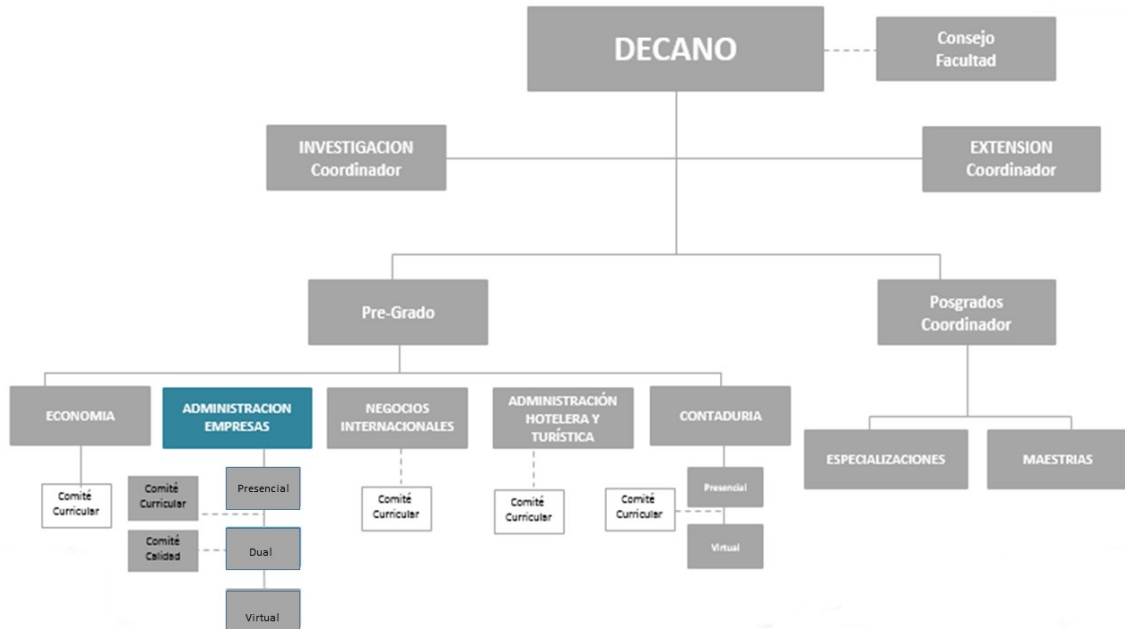 DECANO
Consejo
Facultad
INVESTIGACION
Coordinador
EXTENSION
Coordinador
Pre-Grado
Posgrados
Coordinador
ECONOMIA
ADMINISTRACION
EMPRESAS
NEGOCIOS
INTERNACIONALES
ADMINISTRACIÓN
HOTELERA Y
TURÍSTICA
CONTADURIA
ESPECIALIZACIONES
MAESTRIAS
Comité
Curricular
Comité
Curricular
Presencial
Comité
Calidad
Dual
Virtual
Comité
Curricular
Comité
Curricular
Comité
Curricular
Presencial
Virtual